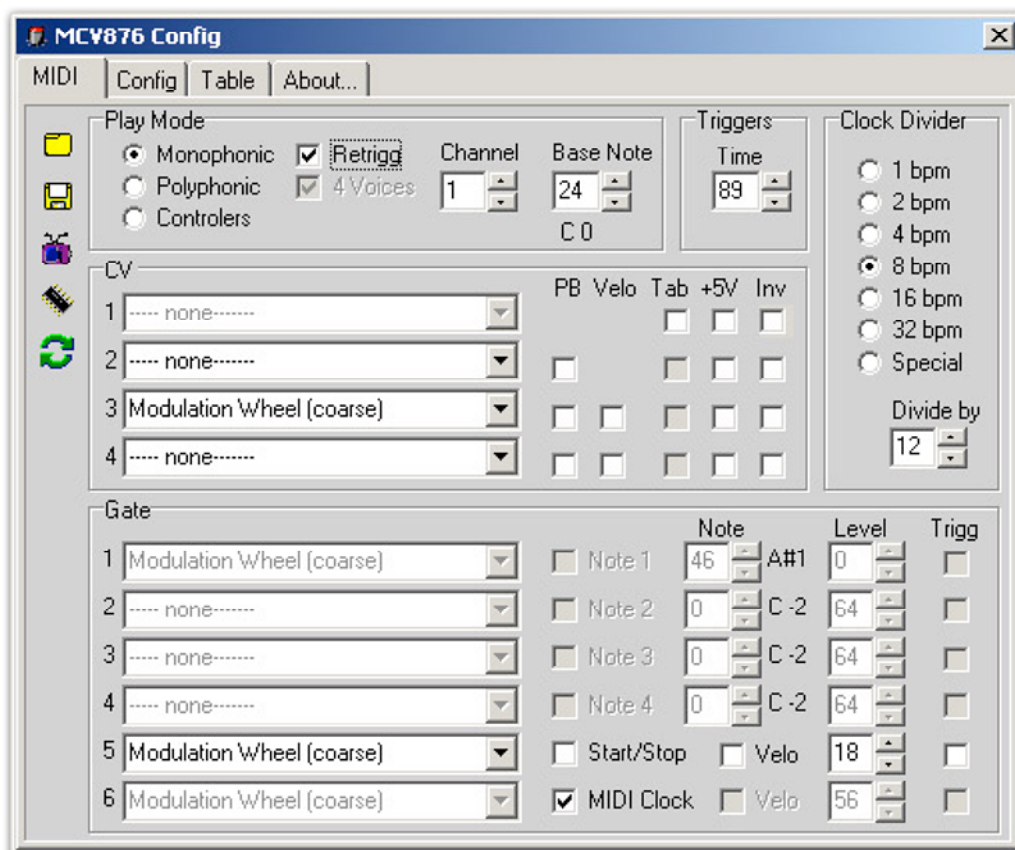 MCV876 Config
MIDI Config Table About...
Play Mode
Monophonic Retrigg Channel Base Note
Polyphonic 4 Voices 1 24
Controlers C 0
Triggers
Time
89
Clock Divider
1 bpm
2 bpm
4 bpm
8 bpm
16 bpm
32 bpm
Special
Divide by
12
CV
PB Velo Tab +5V Inv
1 ----- none-------
2 ----- none-------
3 Modulation Wheel (coarse)
4 ----- none-------
Gate
Note Level Trigg
1 Modulation Wheel (coarse) Note 1 46 A#1 0
2 ----- none------- Note 2 0 C -2 64
3 ----- none------- Note 3 0 C -2 64
4 ----- none------- Note 4 0 C -2 64
5 Modulation Wheel (coarse) Start/Stop Velo 18
6 Modulation Wheel (coarse) MIDI Clock Velo 56